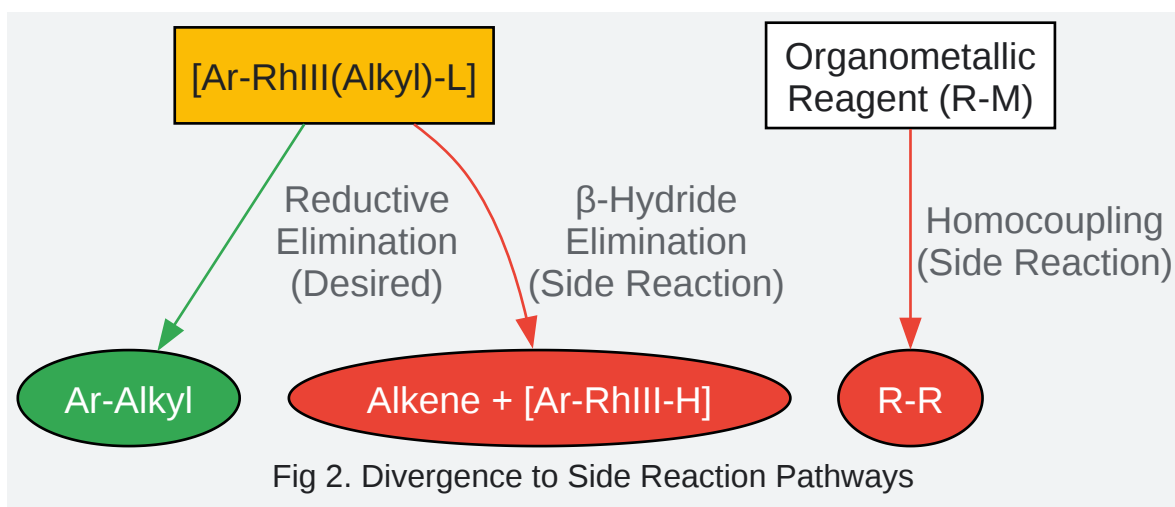 [Ar-RhIII(Alkyl)-L]
Organometallic
Reagent (R-M)
Reductive
Elimination
(Desired)
β-Hydride
Elimination
(Side Reaction)
Homocoupling
(Side Reaction)
Ar-Alkyl
Alkene + [Ar-RhIII-H]
R-R
Fig 2. Divergence to Side Reaction Pathways